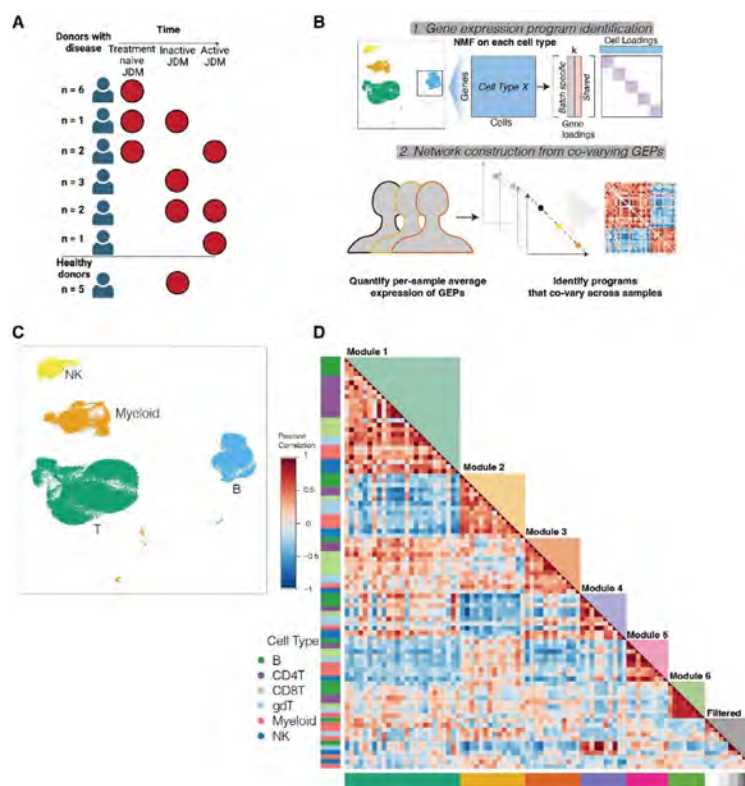 A
Time
Donors with
disease
Treatment
naive
JDM
Inactive
JDM
Active
JDM
n = 6
n = 1
n = 2
n = 3
n = 2
n = 1
Healthy
donors
n = 5
B
1. Gene expression program identification
NMF on each cell type
k
Cell Loadings
Genes
Cell Type X
Cells
Batch specific
Shared
Gene
loadings
2. Network construction from co-varying GEPs
Quantify per-sample average
expression of GEPs
Identify programs
that co-vary across samples
C
NK
Myeloid
B
T
Pearson
Correlation
1
0.5
0
−0.5
−1
Cell Type
B
CD4T
CD8T
gdT
Myeloid
NK
D
Module 1
Module 2
Module 3
Module 4
Module 5
Module 6
Filtered